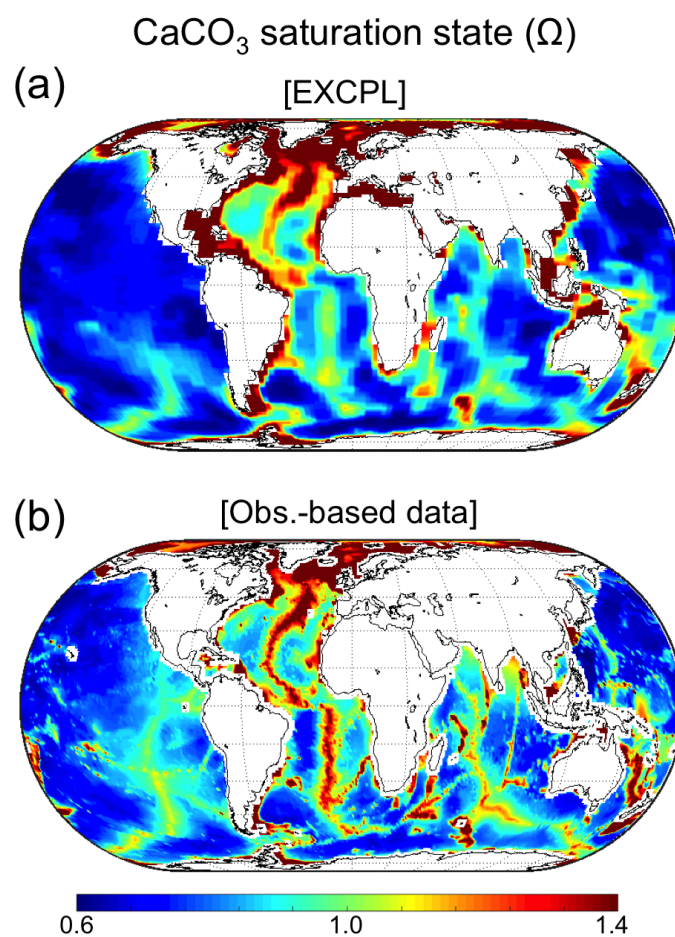 CaCO₃ saturation state (Ω)
(a)
[EXCPL]
(b)
[Obs.-based data]
0.6 1.0 1.4